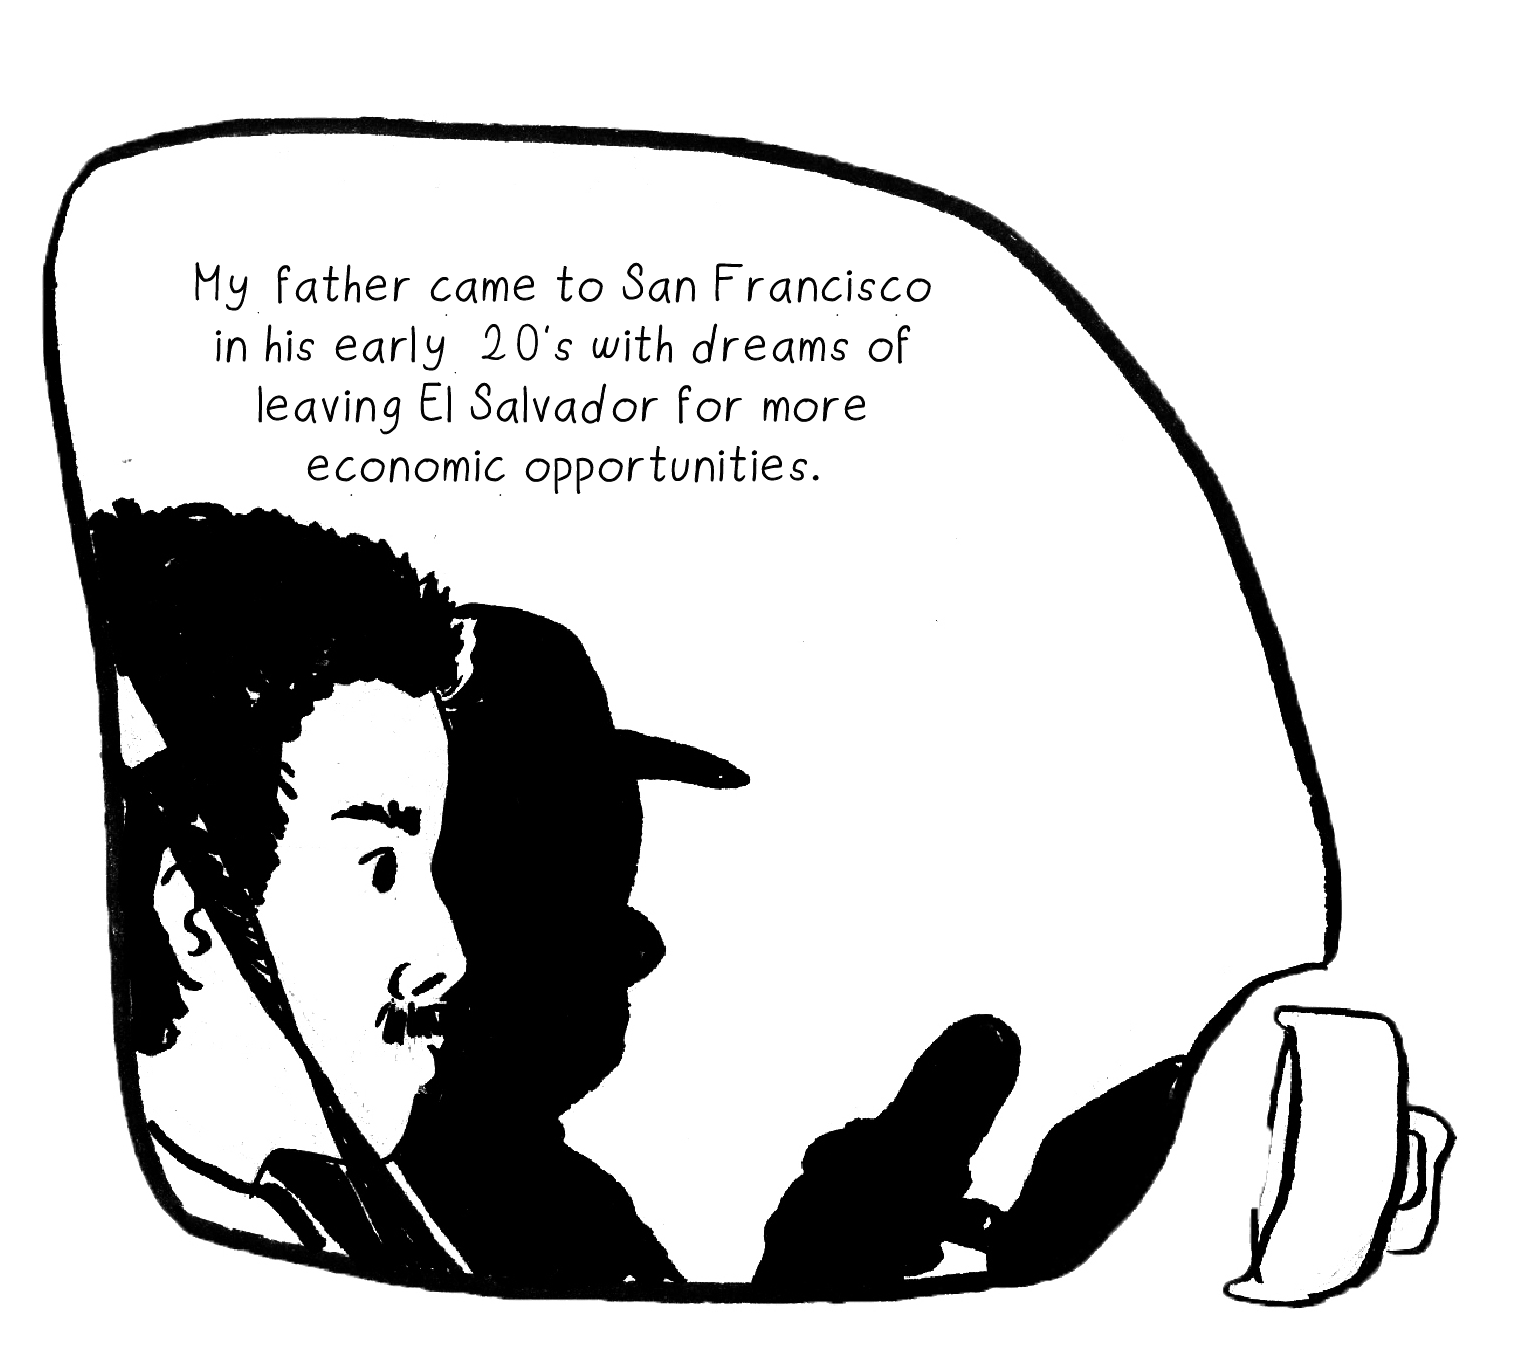 My father came to San Francisco
in his early 20's with dreams of
leaving El Salvador for more
economic opportunities.